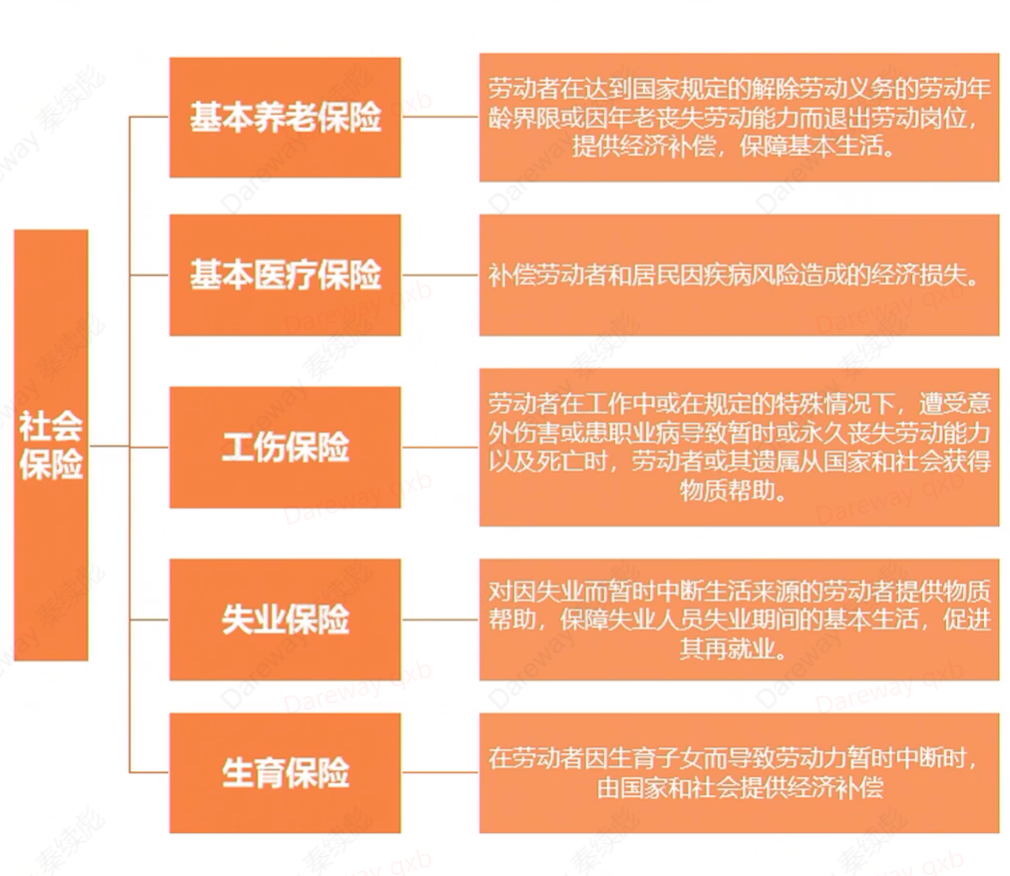 基本养老保险
劳动者在达到国家规定的解除劳动义务的劳动年
龄界限或因年老丧失劳动能力而退出劳动岗位，
提供经济补偿，保障基本生活。
基本医疗保险
补偿劳动者和居民因疾病风险造成的经济损失。
社会
保险
工伤保险
劳动者在工作中或在规定的特殊情况下，遭受意
外伤害或患职业病导致暂时或永久丧失劳动能力
以及死亡时，劳动者或其遗属从国家和社会获得
物质帮助。
失业保险
对因失业而暂时中断生活来源的劳动者提供物质
帮助，保障失业人员失业期间的基本生活，促进
其再就业。
生育保险
在劳动者因生育子女而导致劳动力暂时中断时，
由国家和社会提供经济补偿
Dareway 秦续彪
Dareway qxb